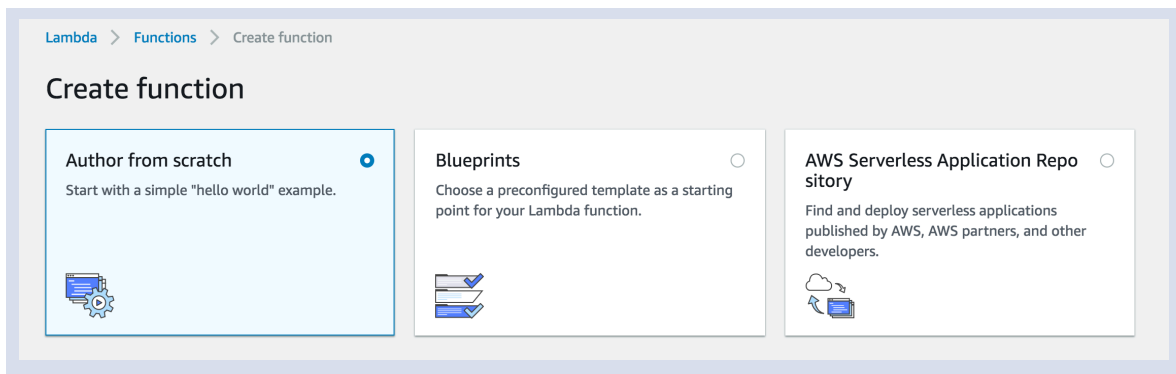 Lambda > Functions > Create function
Create function
Author from scratch
Start with a simple "hello world" example.
Blueprints
Choose a preconfigured template as a starting
point for your Lambda function.
AWS Serverless Application Repo
sitory
Find and deploy serverless applications
published by AWS, AWS partners, and other
developers.